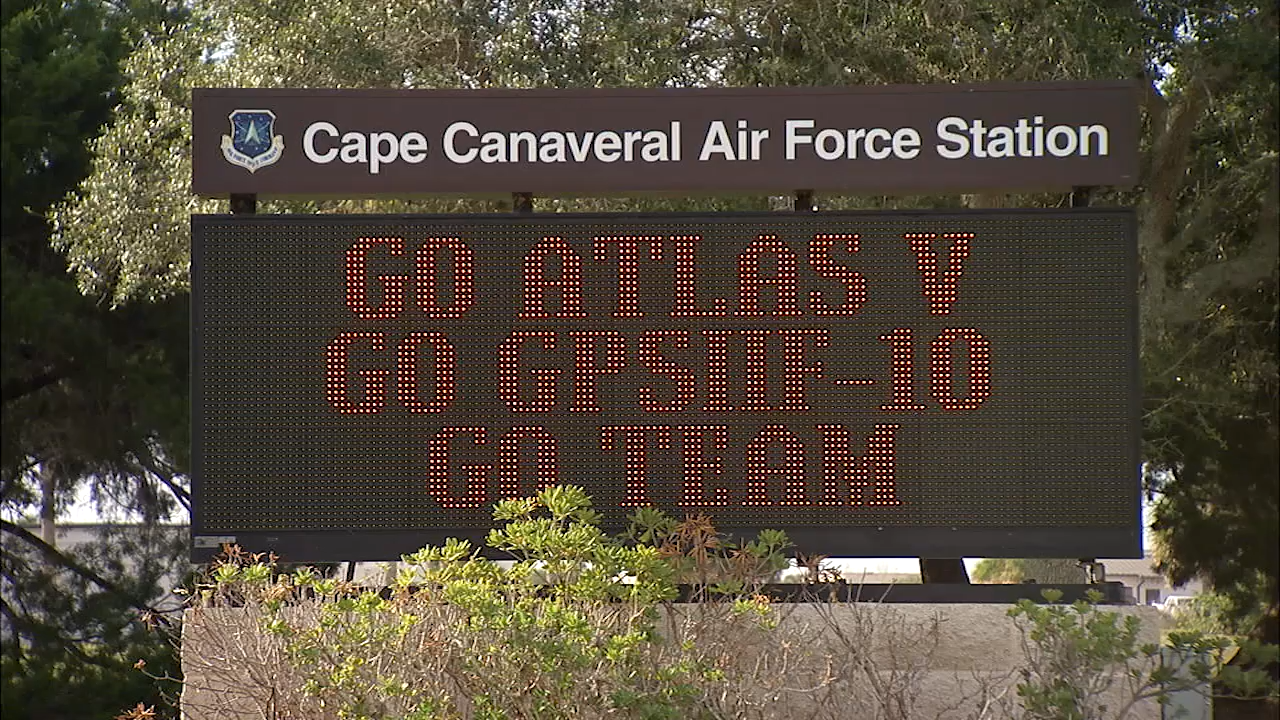 Cape Canaveral Air Force Station
GO ATLAS V
GO GPSIIF-10
GO TEAM